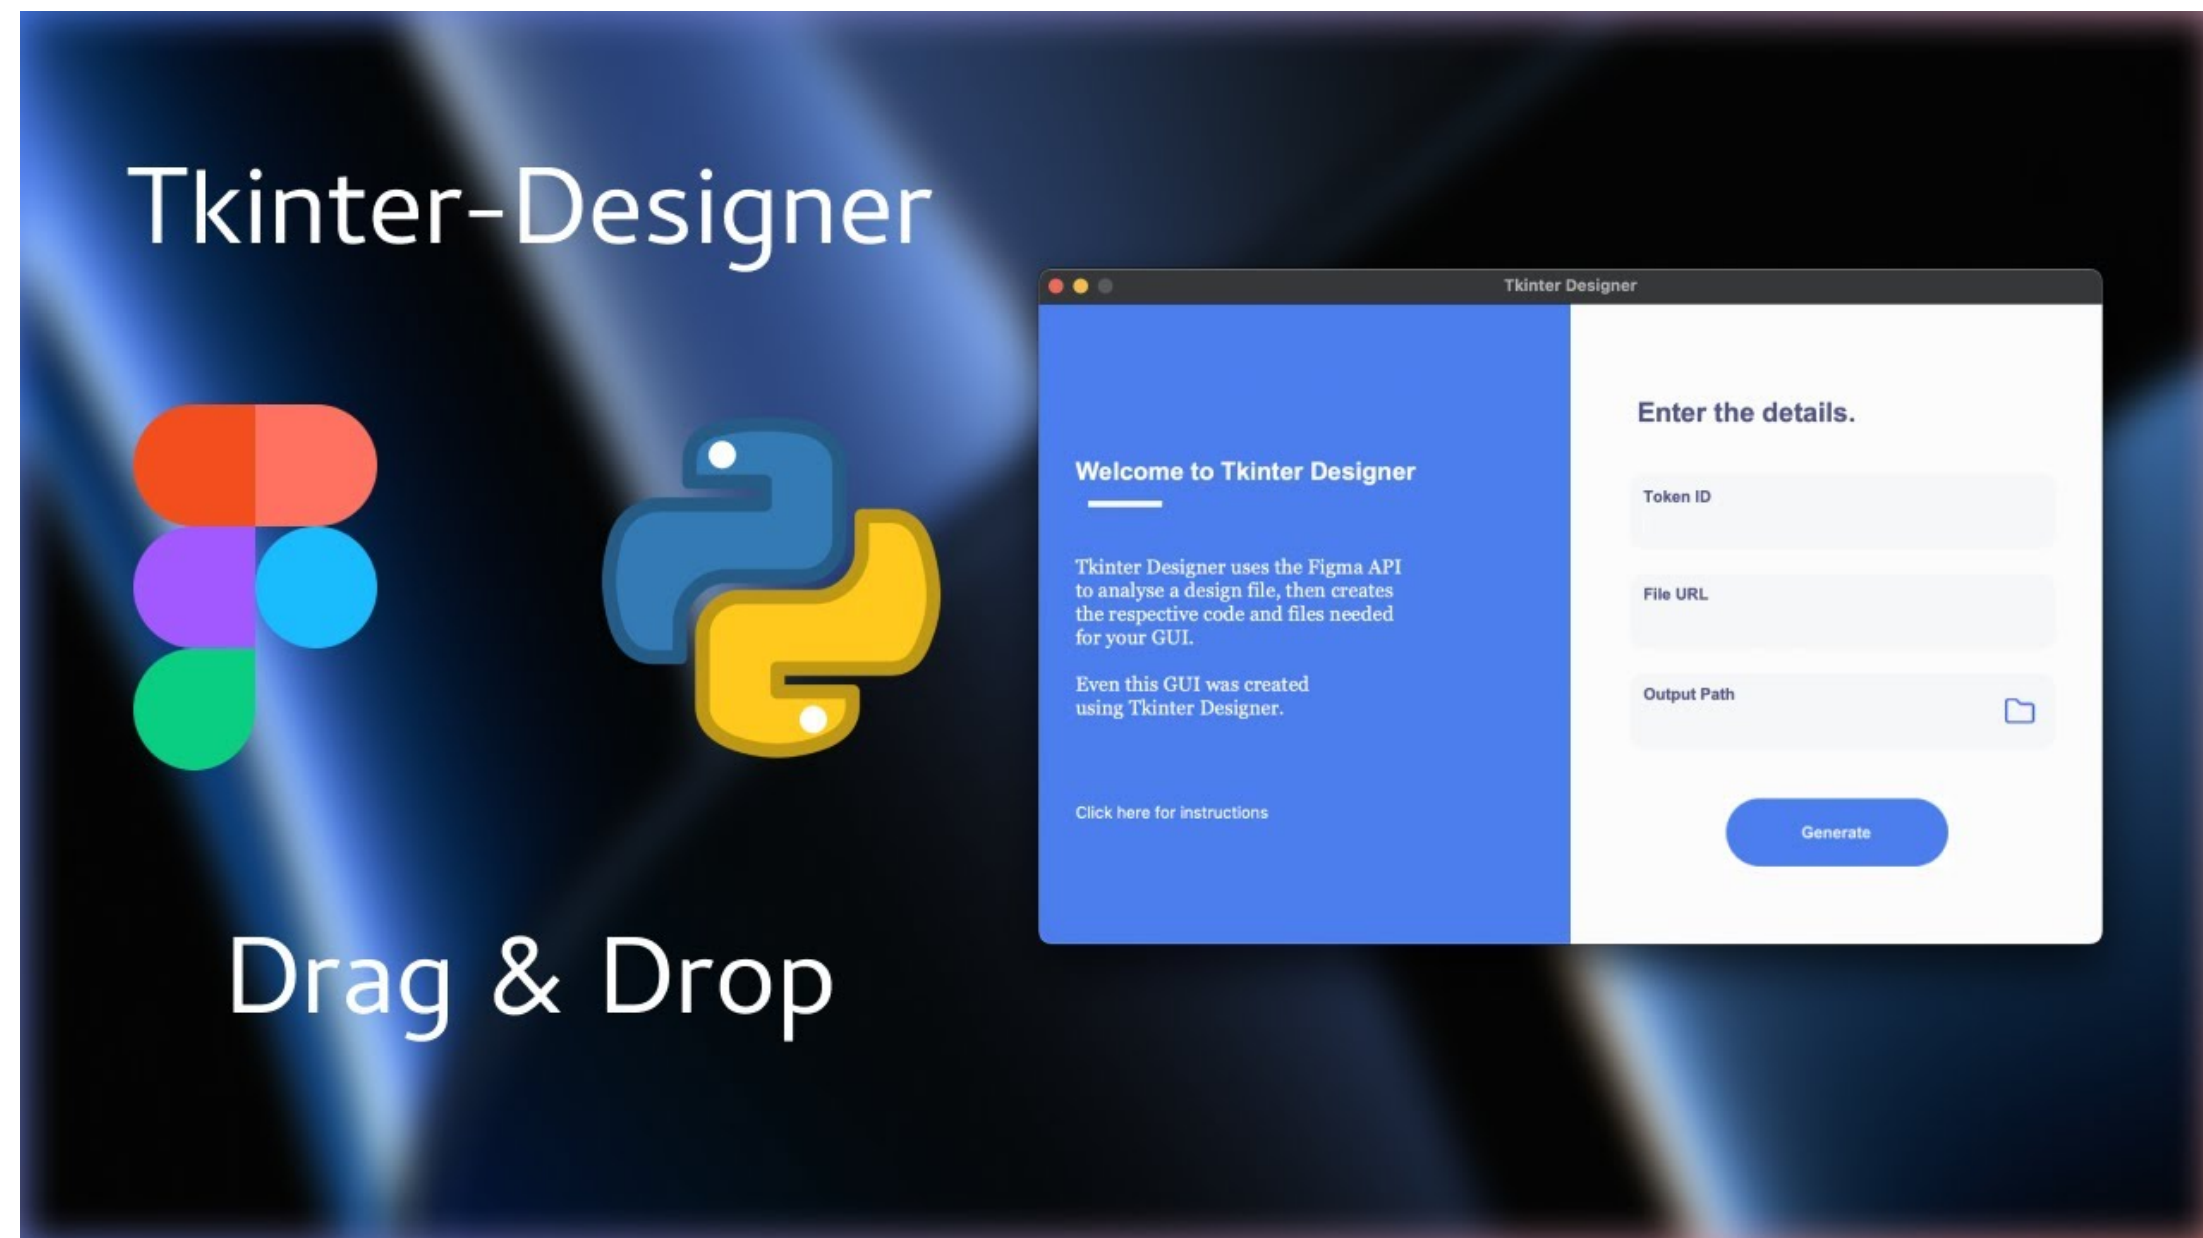 Tkinter-Designer
Drag & Drop
Tkinter Designer
Welcome to Tkinter Designer
Tkinter Designer uses the Figma API
to analyse a design file, then creates
the respective code and files needed
for your GUI.
Even this GUI was created
using Tkinter Designer.
Click here for instructions
Enter the details.
Token ID
File URL
Output Path
Generate